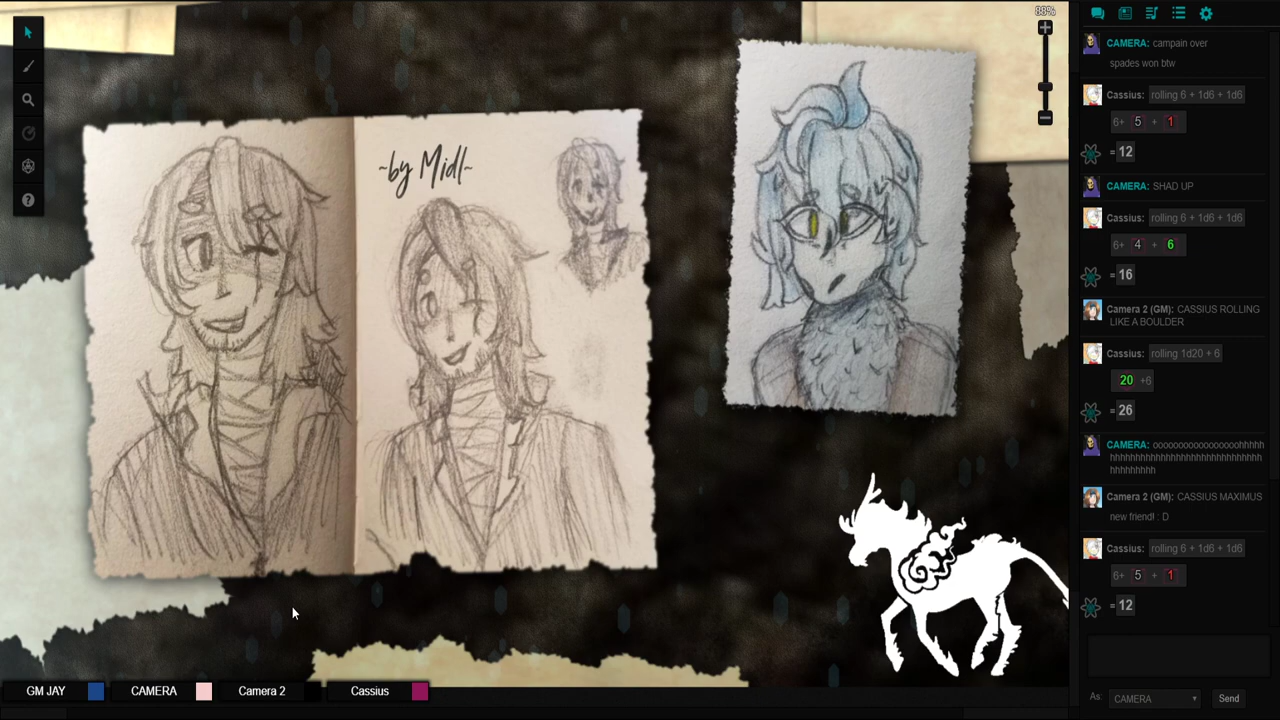 ~by Midl~
88%
CAMERA: campain over
spades won btw
Cassius: rolling 6 + 1d6 + 1d6
6+ 5 + 1
=12
CAMERA: SHAD UP
Cassius: rolling 6 + 1d6 + 1d6
6+ 4 + 6
=16
Camera 2 (GM): CASSIUS ROLLING
LIKE A BOULDER
Cassius: rolling 1d20 + 6
20 +6
=26
CAMERA: oooooooooooooooohhhhh
hhhhhhhhhhhhhhhhhhhhhhhhhhhhhhh
hhhhhhhhhh
Camera 2 (GM): CASSIUS MAXIMUS
new friend! : D
Cassius: rolling 6 + 1d6 + 1d6
6+ 5 + 1
=12
As: CAMERA Send
GM JAY CAMERA Camera 2 Cassius